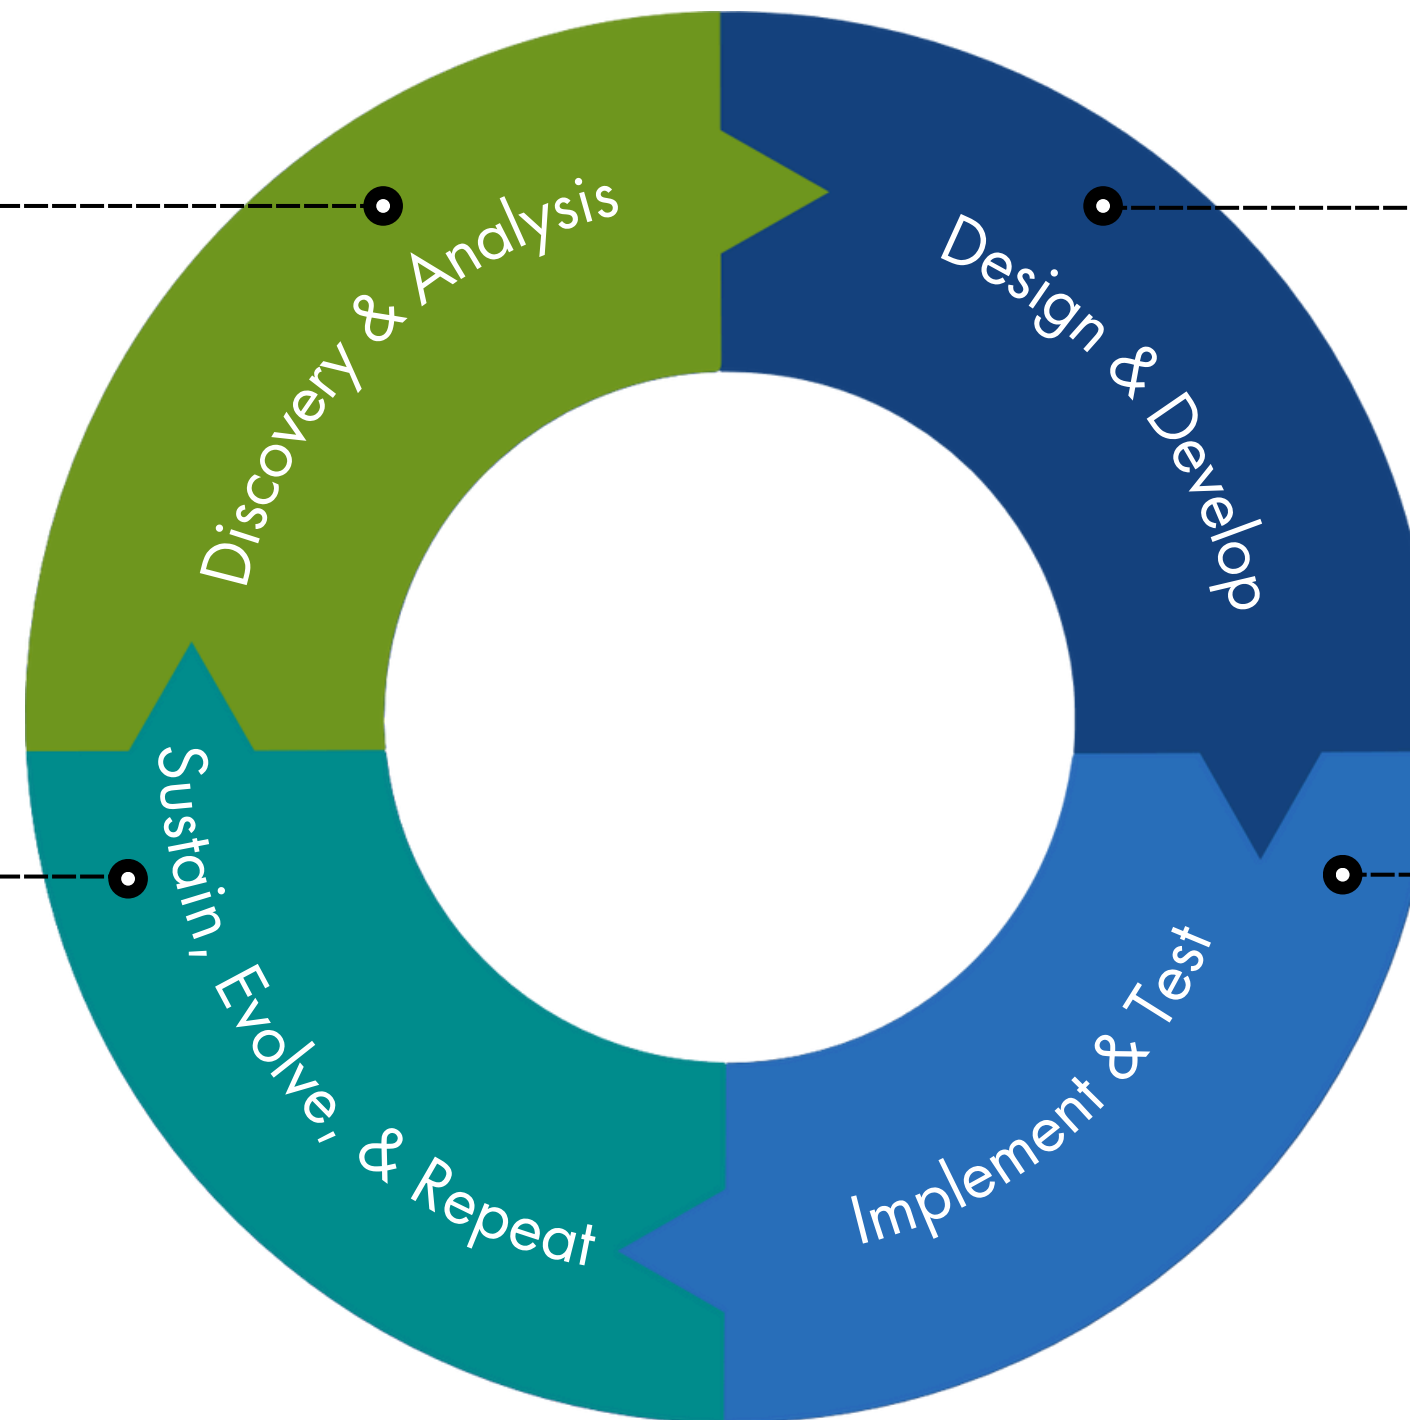 Discovery & Analysis
Design & Develop
Implement & Test
Sustain, Evolve, & Repeat